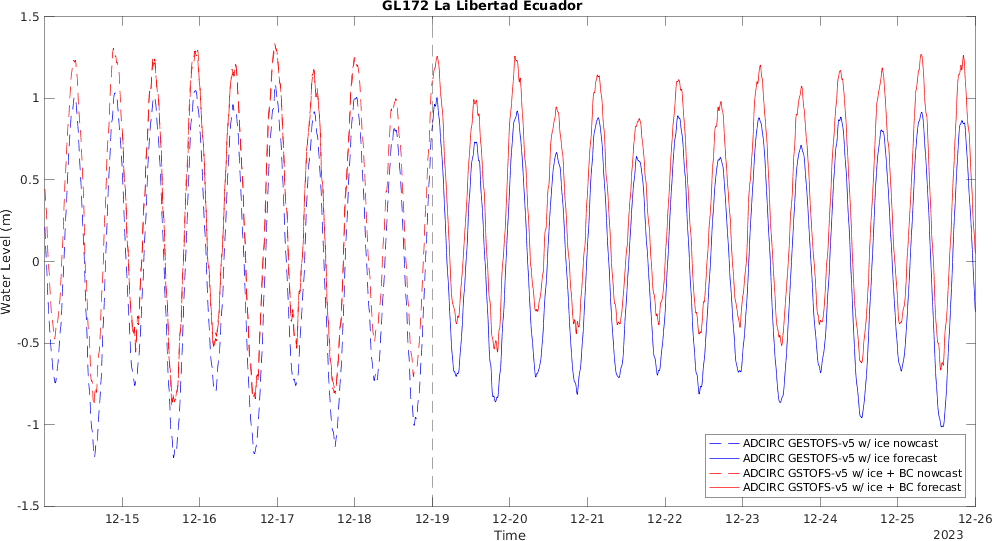 GL172 La Libertad Ecuador
1.5
1
0.5
0
-0.5
-1
-1.5
Water Level (m)
ADCIRC GESTOFS-v5 w/ ice nowcast
ADCIRC GESTOFS-v5 w/ ice forecast
ADCIRC GSTOFS-v5 w/ ice + BC nowcast
ADCIRC GSTOFS-v5 w/ ice + BC forecast
12-15 12-16 12-17 12-18 12-19 12-20 12-21 12-22 12-23 12-24 12-25 12-26
Time
2023